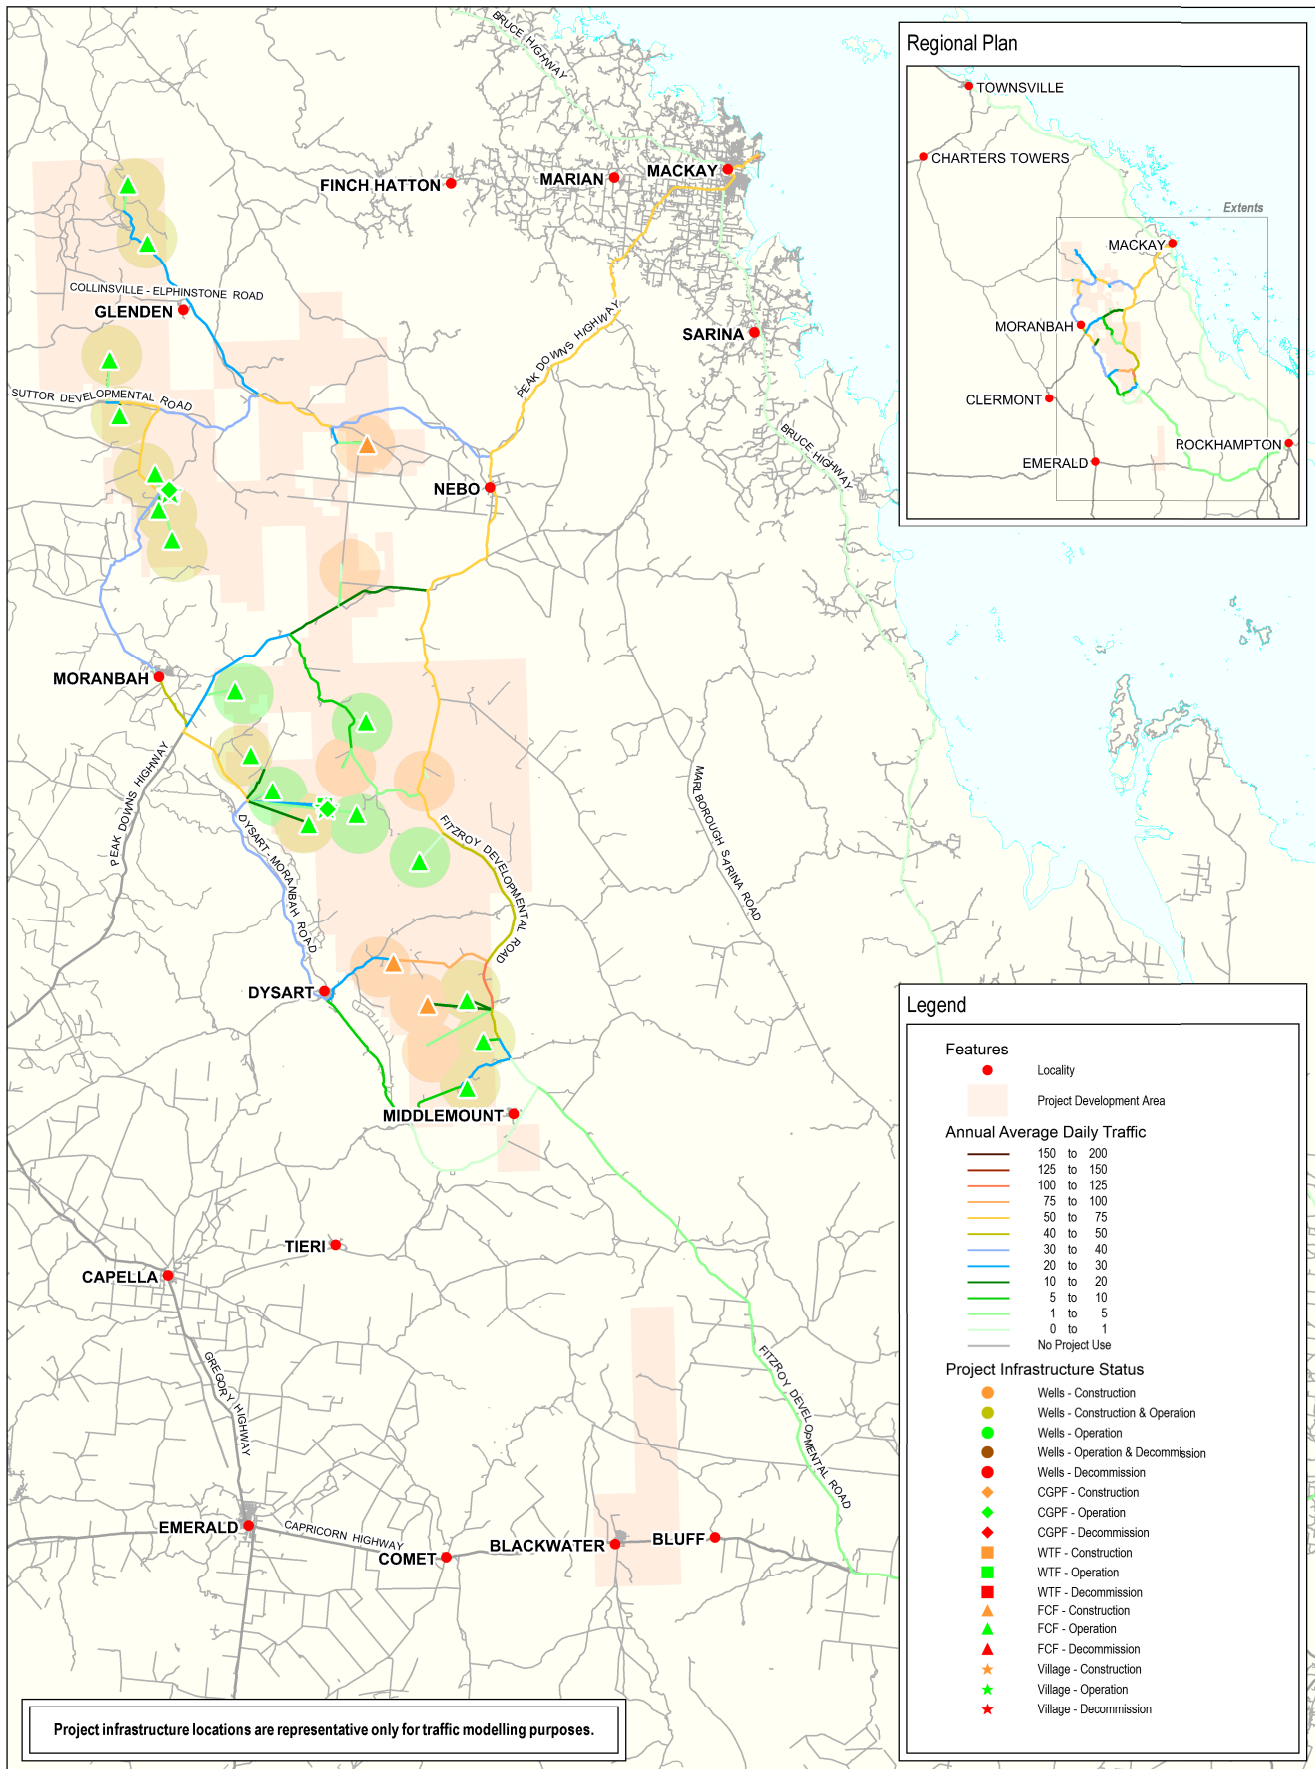 BRUCE HIGHWAY
FINCH HATTON
MARIAN
MACKAY
COLLINSVILLE - ELPHINSTONE ROAD
GLENDEN
PEAK DOWNS HIGHWAY
SARINA
SUTTOR DEVELOPMENTAL ROAD
BRUCE HIGHWAY
NEBO
MORANBAH
PEAK DOWNS HIGHWAY
DYSART - MORANBAH ROAD
FITZROY DEVELOPMENTAL ROAD
MARLBOROUGH SARINA ROAD
DYSART
MIDDLEMOUNT
TIERI
CAPELLA
GREGORY HIGHWAY
FITZROY DEVELOPMENTAL ROAD
EMERALD
CAPRICORN HIGHWAY
COMET
BLACKWATER
BLUFF
Project infrastructure locations are representative only for traffic modelling purposes.
Regional Plan
TOWNSVILLE
CHARTERS TOWERS
Extents
MACKAY
MORANBAH
CLERMONT
ROCKHAMPTON
EMERALD
Legend
Features
Locality
Project Development Area
Annual Average Daily Traffic
150 to 200
125 to 150
100 to 125
75 to 100
50 to 75
40 to 50
30 to 40
20 to 30
10 to 20
5 to 10
1 to 5
0 to 1
No Project Use
Project Infrastructure Status
Wells - Construction
Wells - Construction & Operation
Wells - Operation
Wells - Operation & Decommission
Wells - Decommission
CGPF - Construction
CGPF - Operation
CGPF - Decommission
WTF - Construction
WTF - Operation
WTF - Decommission
FCF - Construction
FCF - Operation
FCF - Decommission
Village - Construction
Village - Operation
Village - Decommission